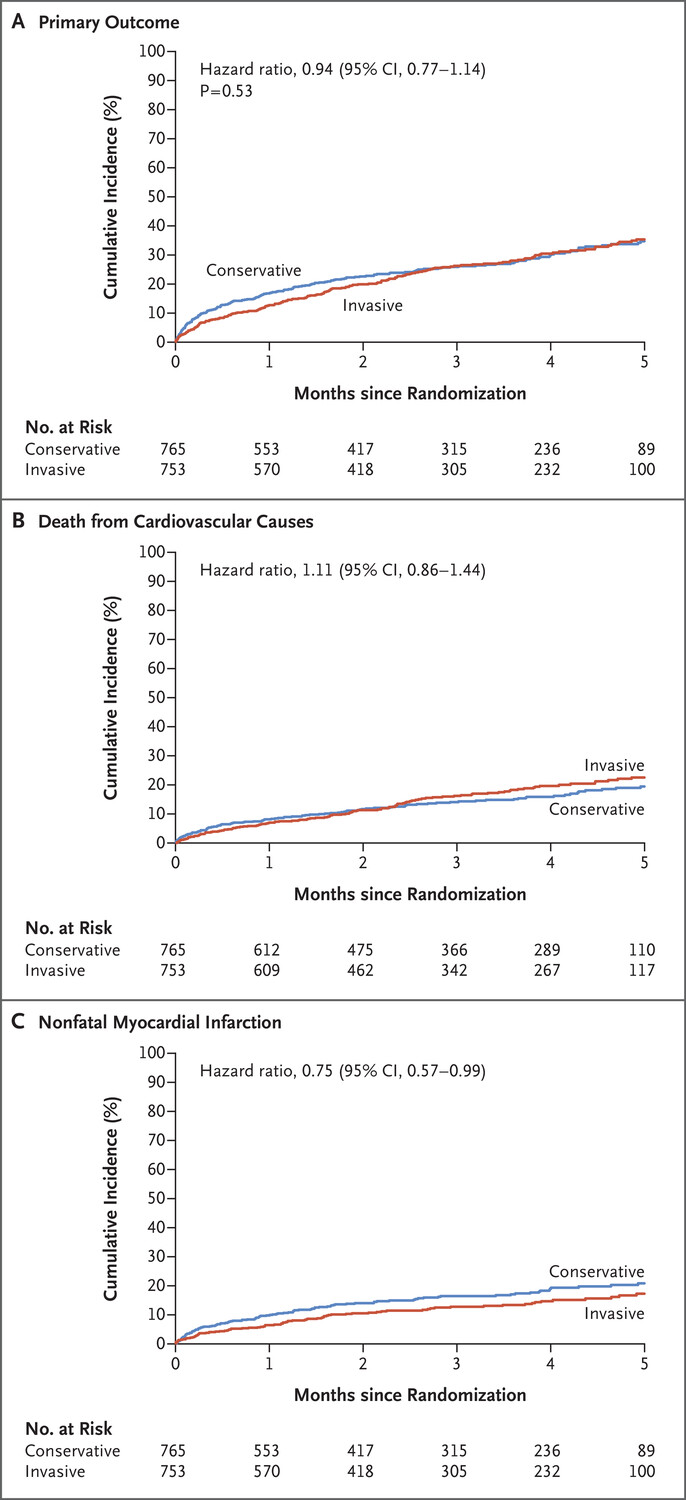 A Primary Outcome
100
90
80
70
60
50
40
30
20
10
0
Cumulative Incidence (%)
Hazard ratio, 0.94 (95% CI, 0.77–1.14)
P=0.53
Conservative
Invasive
0 1 2 3 4 5
Months since Randomization
No. at Risk
Conservative 765 553 417 315 236 89
Invasive 753 570 418 305 232 100
B Death from Cardiovascular Causes
100
90
80
70
60
50
40
30
20
10
0
Cumulative Incidence (%)
Hazard ratio, 1.11 (95% CI, 0.86–1.44)
Invasive
Conservative
0 1 2 3 4 5
Months since Randomization
No. at Risk
Conservative 765 612 475 366 289 110
Invasive 753 609 462 342 267 117
C Nonfatal Myocardial Infarction
100
90
80
70
60
50
40
30
20
10
0
Cumulative Incidence (%)
Hazard ratio, 0.75 (95% CI, 0.57–0.99)
Conservative
Invasive
0 1 2 3 4 5
Months since Randomization
No. at Risk
Conservative 765 553 417 315 236 89
Invasive 753 570 418 305 232 100